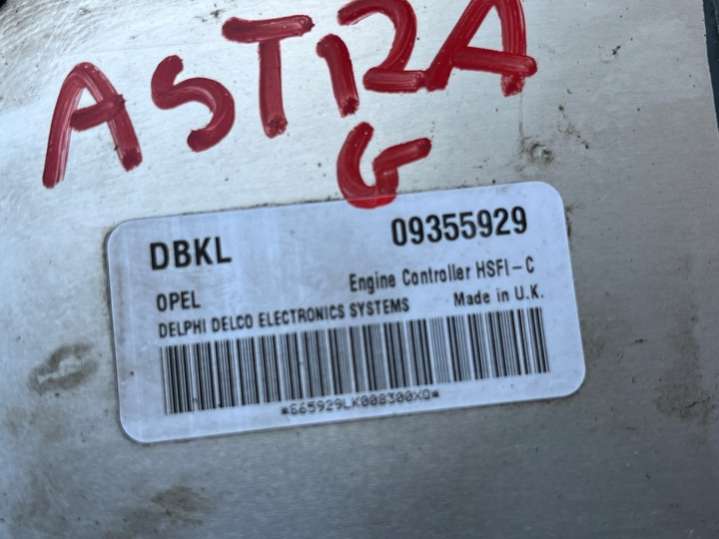 ASTRA
G
DBKL 09355929
OPEL Engine Controller HSFI-C
DELPHI DELCO ELECTRONICS SYSTEMS Made in U.K.
*665929LK008300XQ*